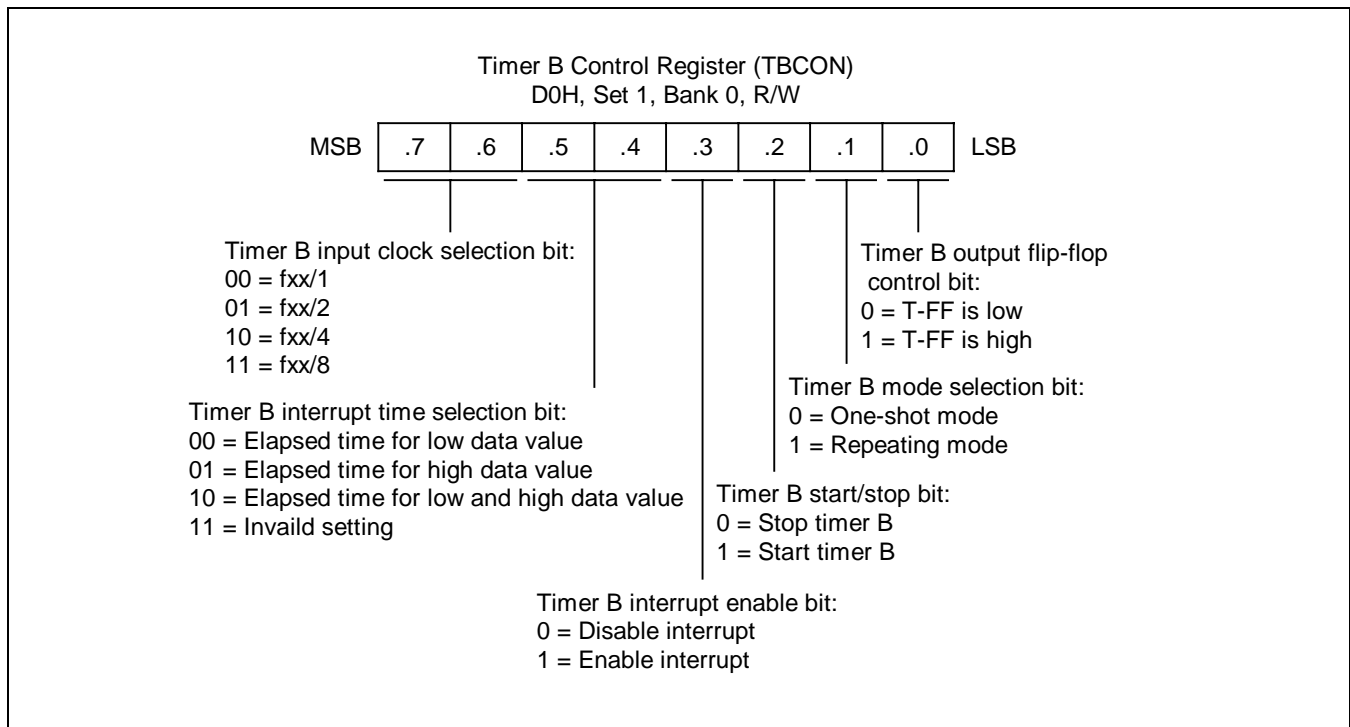 Timer B Control Register (TBCON)
D0H, Set 1, Bank 0, R/W
MSB .7 .6 .5 .4 .3 .2 .1 .0 LSB
Timer B input clock selection bit:
00 = fxx/1
01 = fxx/2
10 = fxx/4
11 = fxx/8
Timer B output flip-flop
control bit:
0 = T-FF is low
1 = T-FF is high
Timer B mode selection bit:
0 = One-shot mode
1 = Repeating mode
Timer B interrupt time selection bit:
00 = Elapsed time for low data value
01 = Elapsed time for high data value
10 = Elapsed time for low and high data value
11 = Invaild setting
Timer B start/stop bit:
0 = Stop timer B
1 = Start timer B
Timer B interrupt enable bit:
0 = Disable interrupt
1 = Enable interrupt